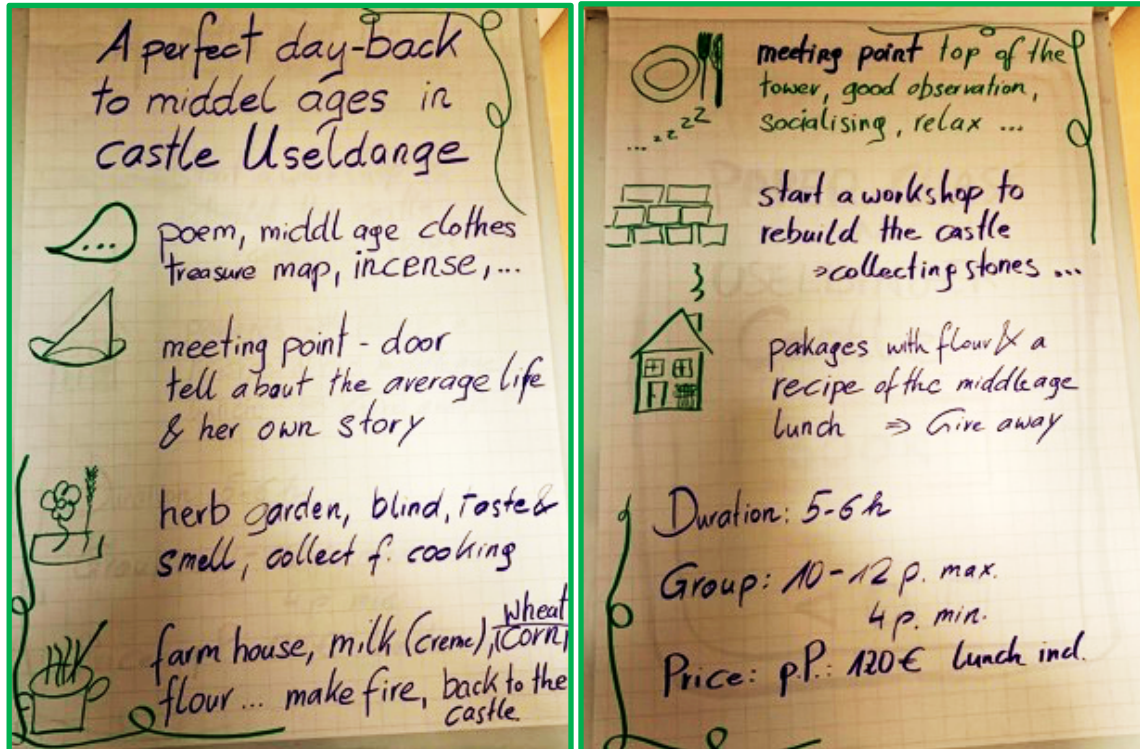 A perfect day-back
to middel ages in
castle Useldange
poem, middl age clothes
treasure map, incense, ...
meeting point - door
tell about the average life
& her own story
herb garden, blind, taste &
smell, collect f. cooking
farm house, milk (creme), wheat (corn)
flour ... make fire, back to the
castle.
meeting point top of the
tower, good observation,
socialising, relax ...
... z z z Z
start a workshop to
rebuild the castle
⇒ collecting stones ...
pakages with flour & a
recipe of the middleage
lunch ⇒ Give away
Duration: 5-6 h
Group: 10-12 p. max.
4 p. min.
Price: p.P.: 120 € lunch incl.